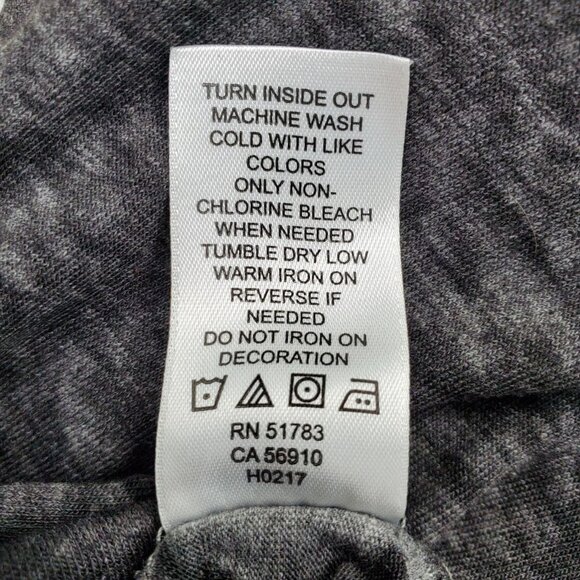 TURN INSIDE OUT
MACHINE WASH
COLD WITH LIKE
COLORS
ONLY NON-
CHLORINE BLEACH
WHEN NEEDED
TUMBLE DRY LOW
WARM IRON ON
REVERSE IF
NEEDED
DO NOT IRON ON
DECORATION
RN 51783
CA 56910
H0217